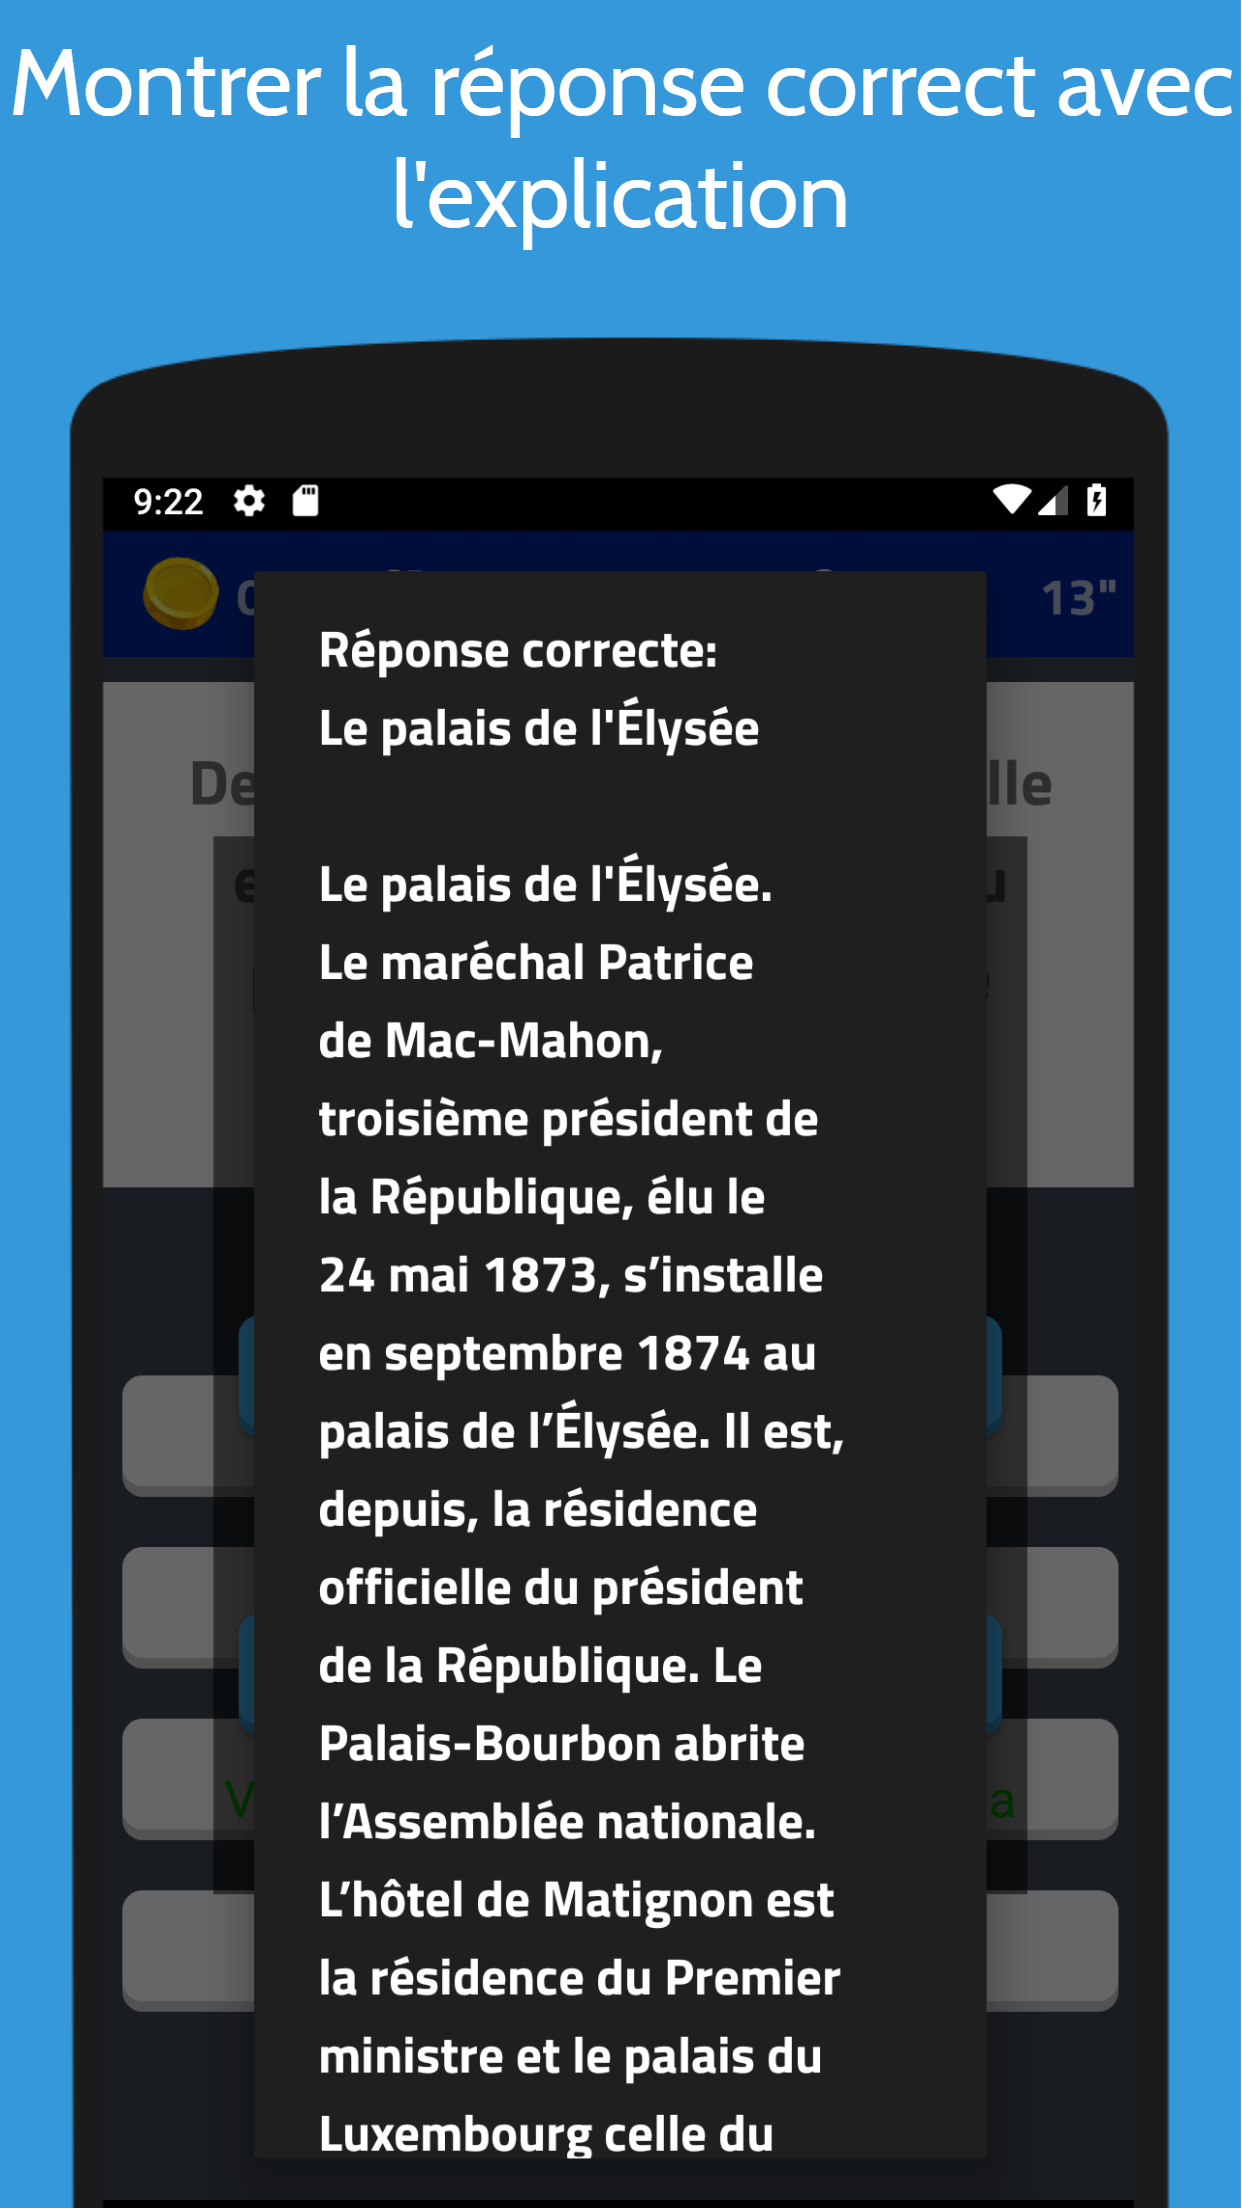 Montrer la réponse correct avec
l'explication
9:22
13"
Réponse correcte:
Le palais de l'Élysée
Le palais de l'Élysée.
Le maréchal Patrice
de Mac-Mahon,
troisième président de
la République, élu le
24 mai 1873, s’installe
en septembre 1874 au
palais de l’Élysée. Il est,
depuis, la résidence
officielle du président
de la République. Le
Palais-Bourbon abrite
l’Assemblée nationale.
L’hôtel de Matignon est
la résidence du Premier
ministre et le palais du
Luxembourg celle du